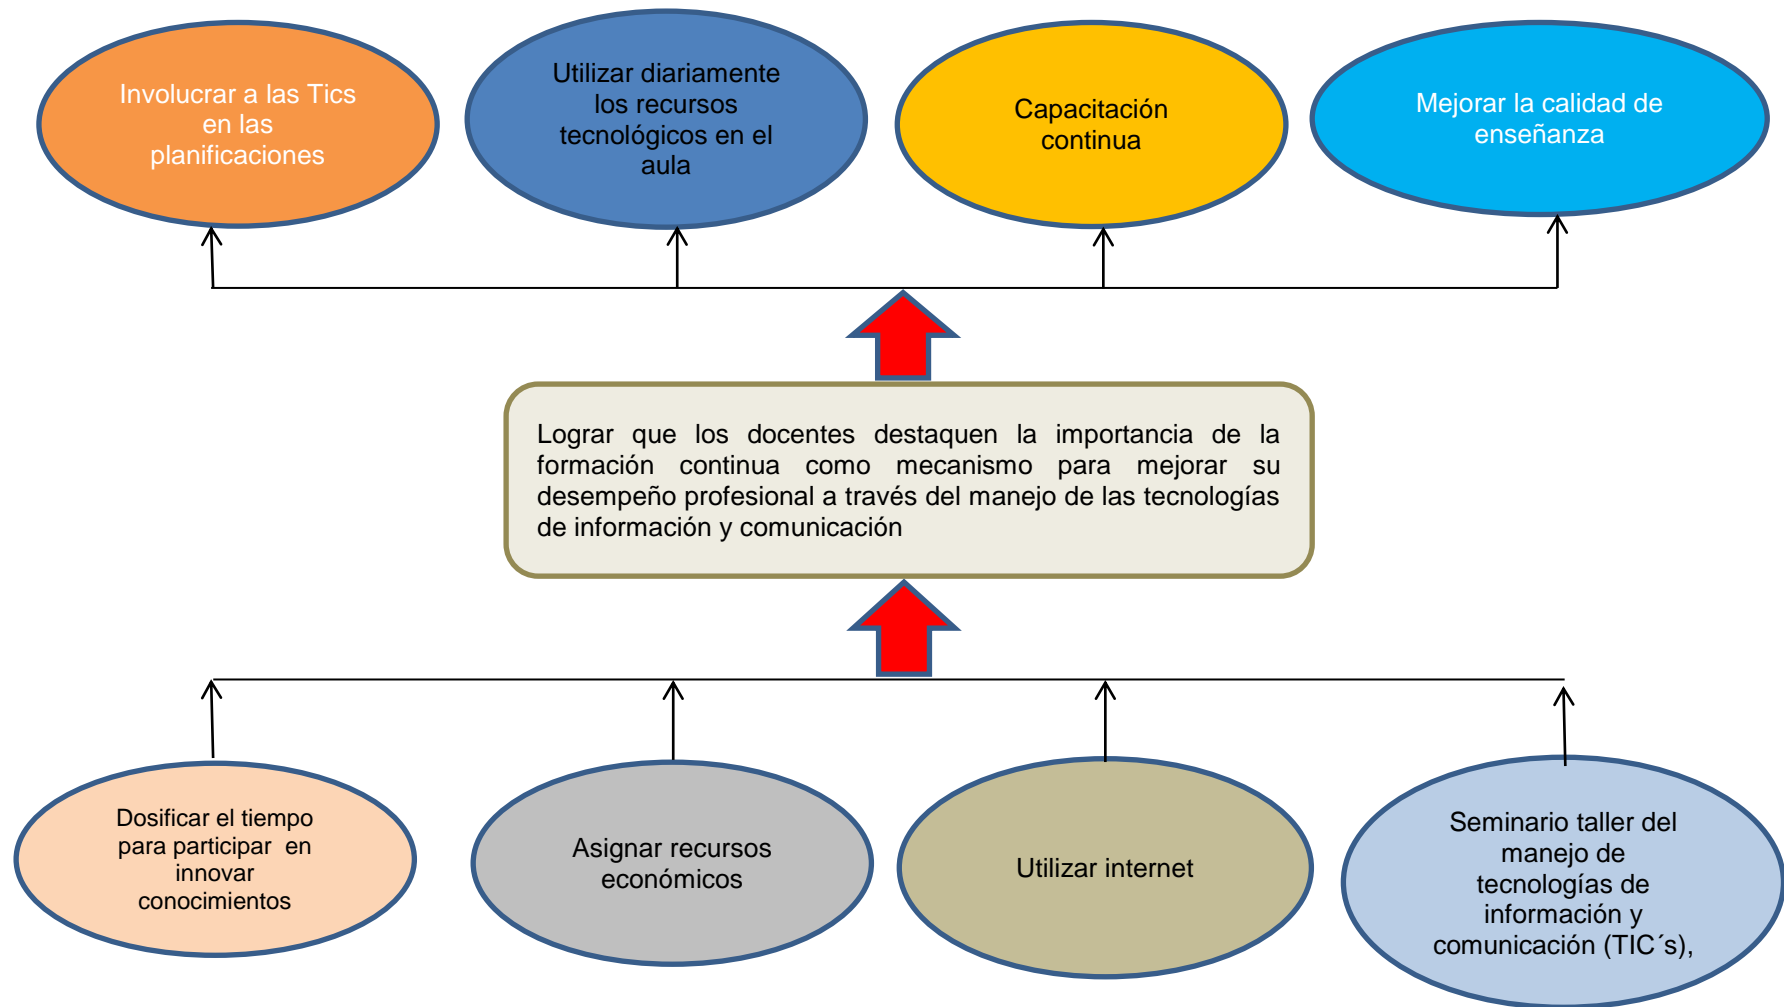 Involucrar a las Tics
en las
planificaciones
Utilizar diariamente
los recursos
tecnológicos en el
aula
Capacitación
continua
Mejorar la calidad de
enseñanza
Lograr que los docentes destaquen la importancia de la
formación continua como mecanismo para mejorar su
desempeño profesional a través del manejo de las tecnologías
de información y comunicación
Dosificar el tiempo
para participar en
innovar
conocimientos
Asignar recursos
económicos
Utilizar internet
Seminario taller del
manejo de
tecnologías de
información y
comunicación (TIC´s),